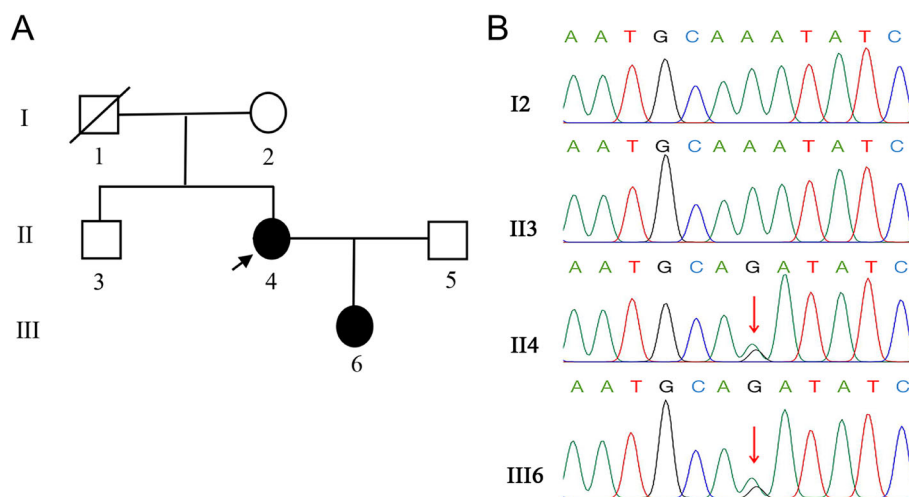 A
I
1
2
II
3
4
5
III
6
B
A A T G C A A A T A T C
I2
A A T G C A A A T A T C
II3
A A T G C A G A T A T C
II4
A A T G C A G A T A T C
III6